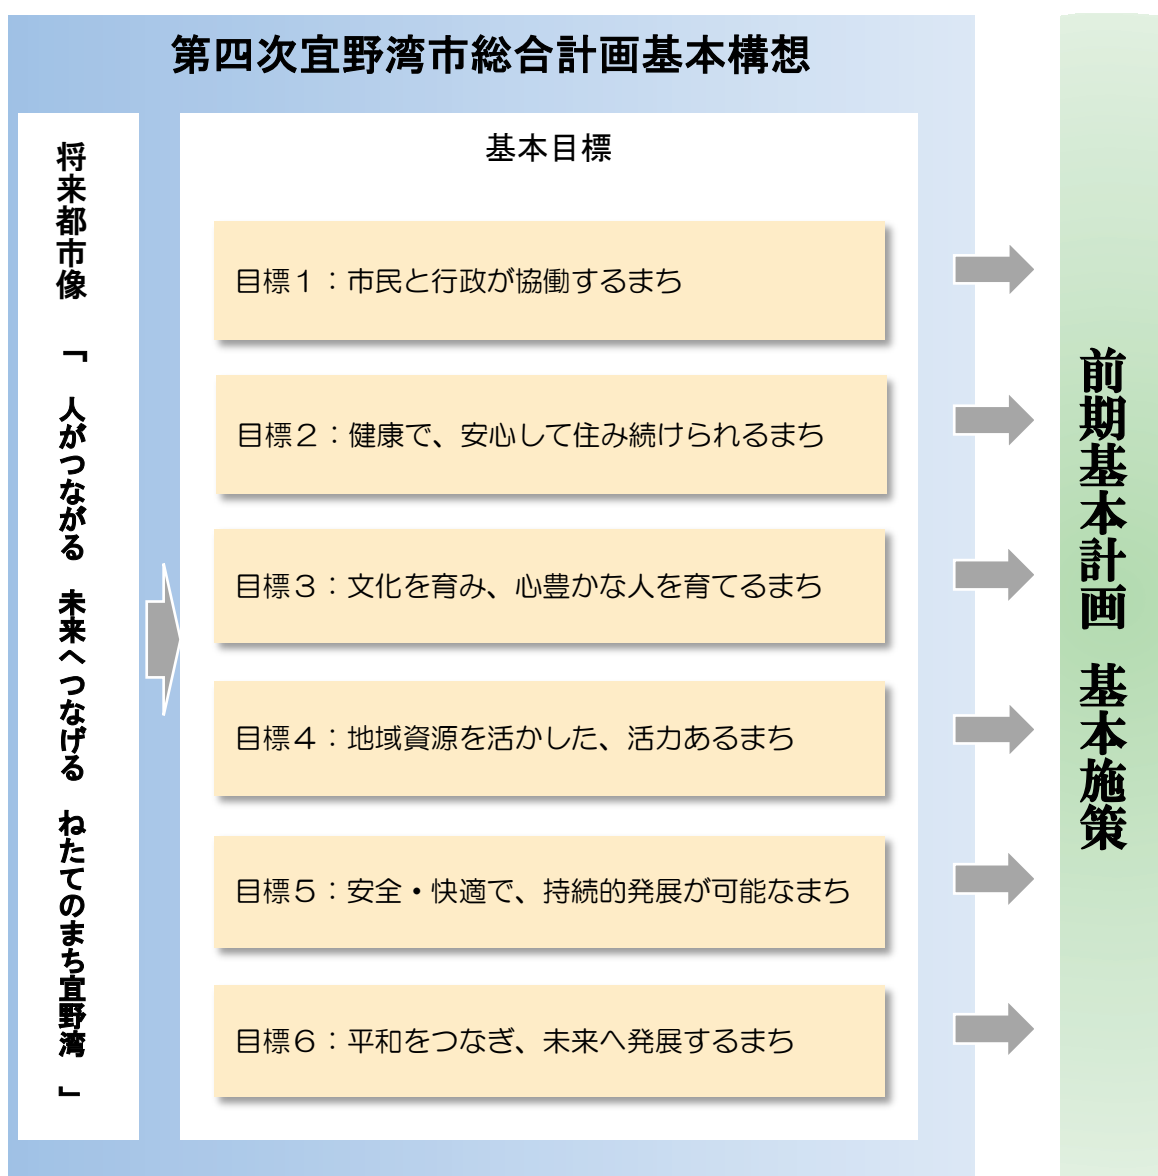 第四次宜野湾市総合計画基本構想
将来都市像 「 人がつながる 未来へつなげる ねたてのまち宜野湾 」
基本目標
目標１：市民と行政が協働するまち
目標２：健康で、安心して住み続けられるまち
目標３：文化を育み、心豊かな人を育てるまち
目標４：地域資源を活かした、活力あるまち
目標５：安全・快適で、持続的発展が可能なまち
目標６：平和をつなぎ、未来へ発展するまち
前期基本計画 基本施策